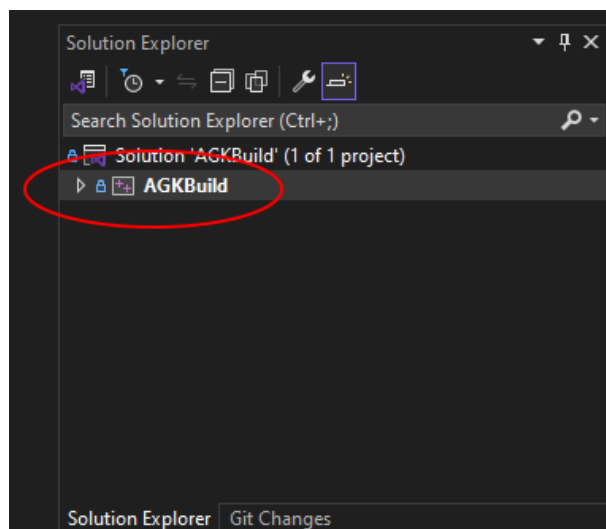 Solution Explorer
Search Solution Explorer (Ctrl+;)
Solution 'AGKBuild' (1 of 1 project)
AGKBuild
Solution Explorer Git Changes